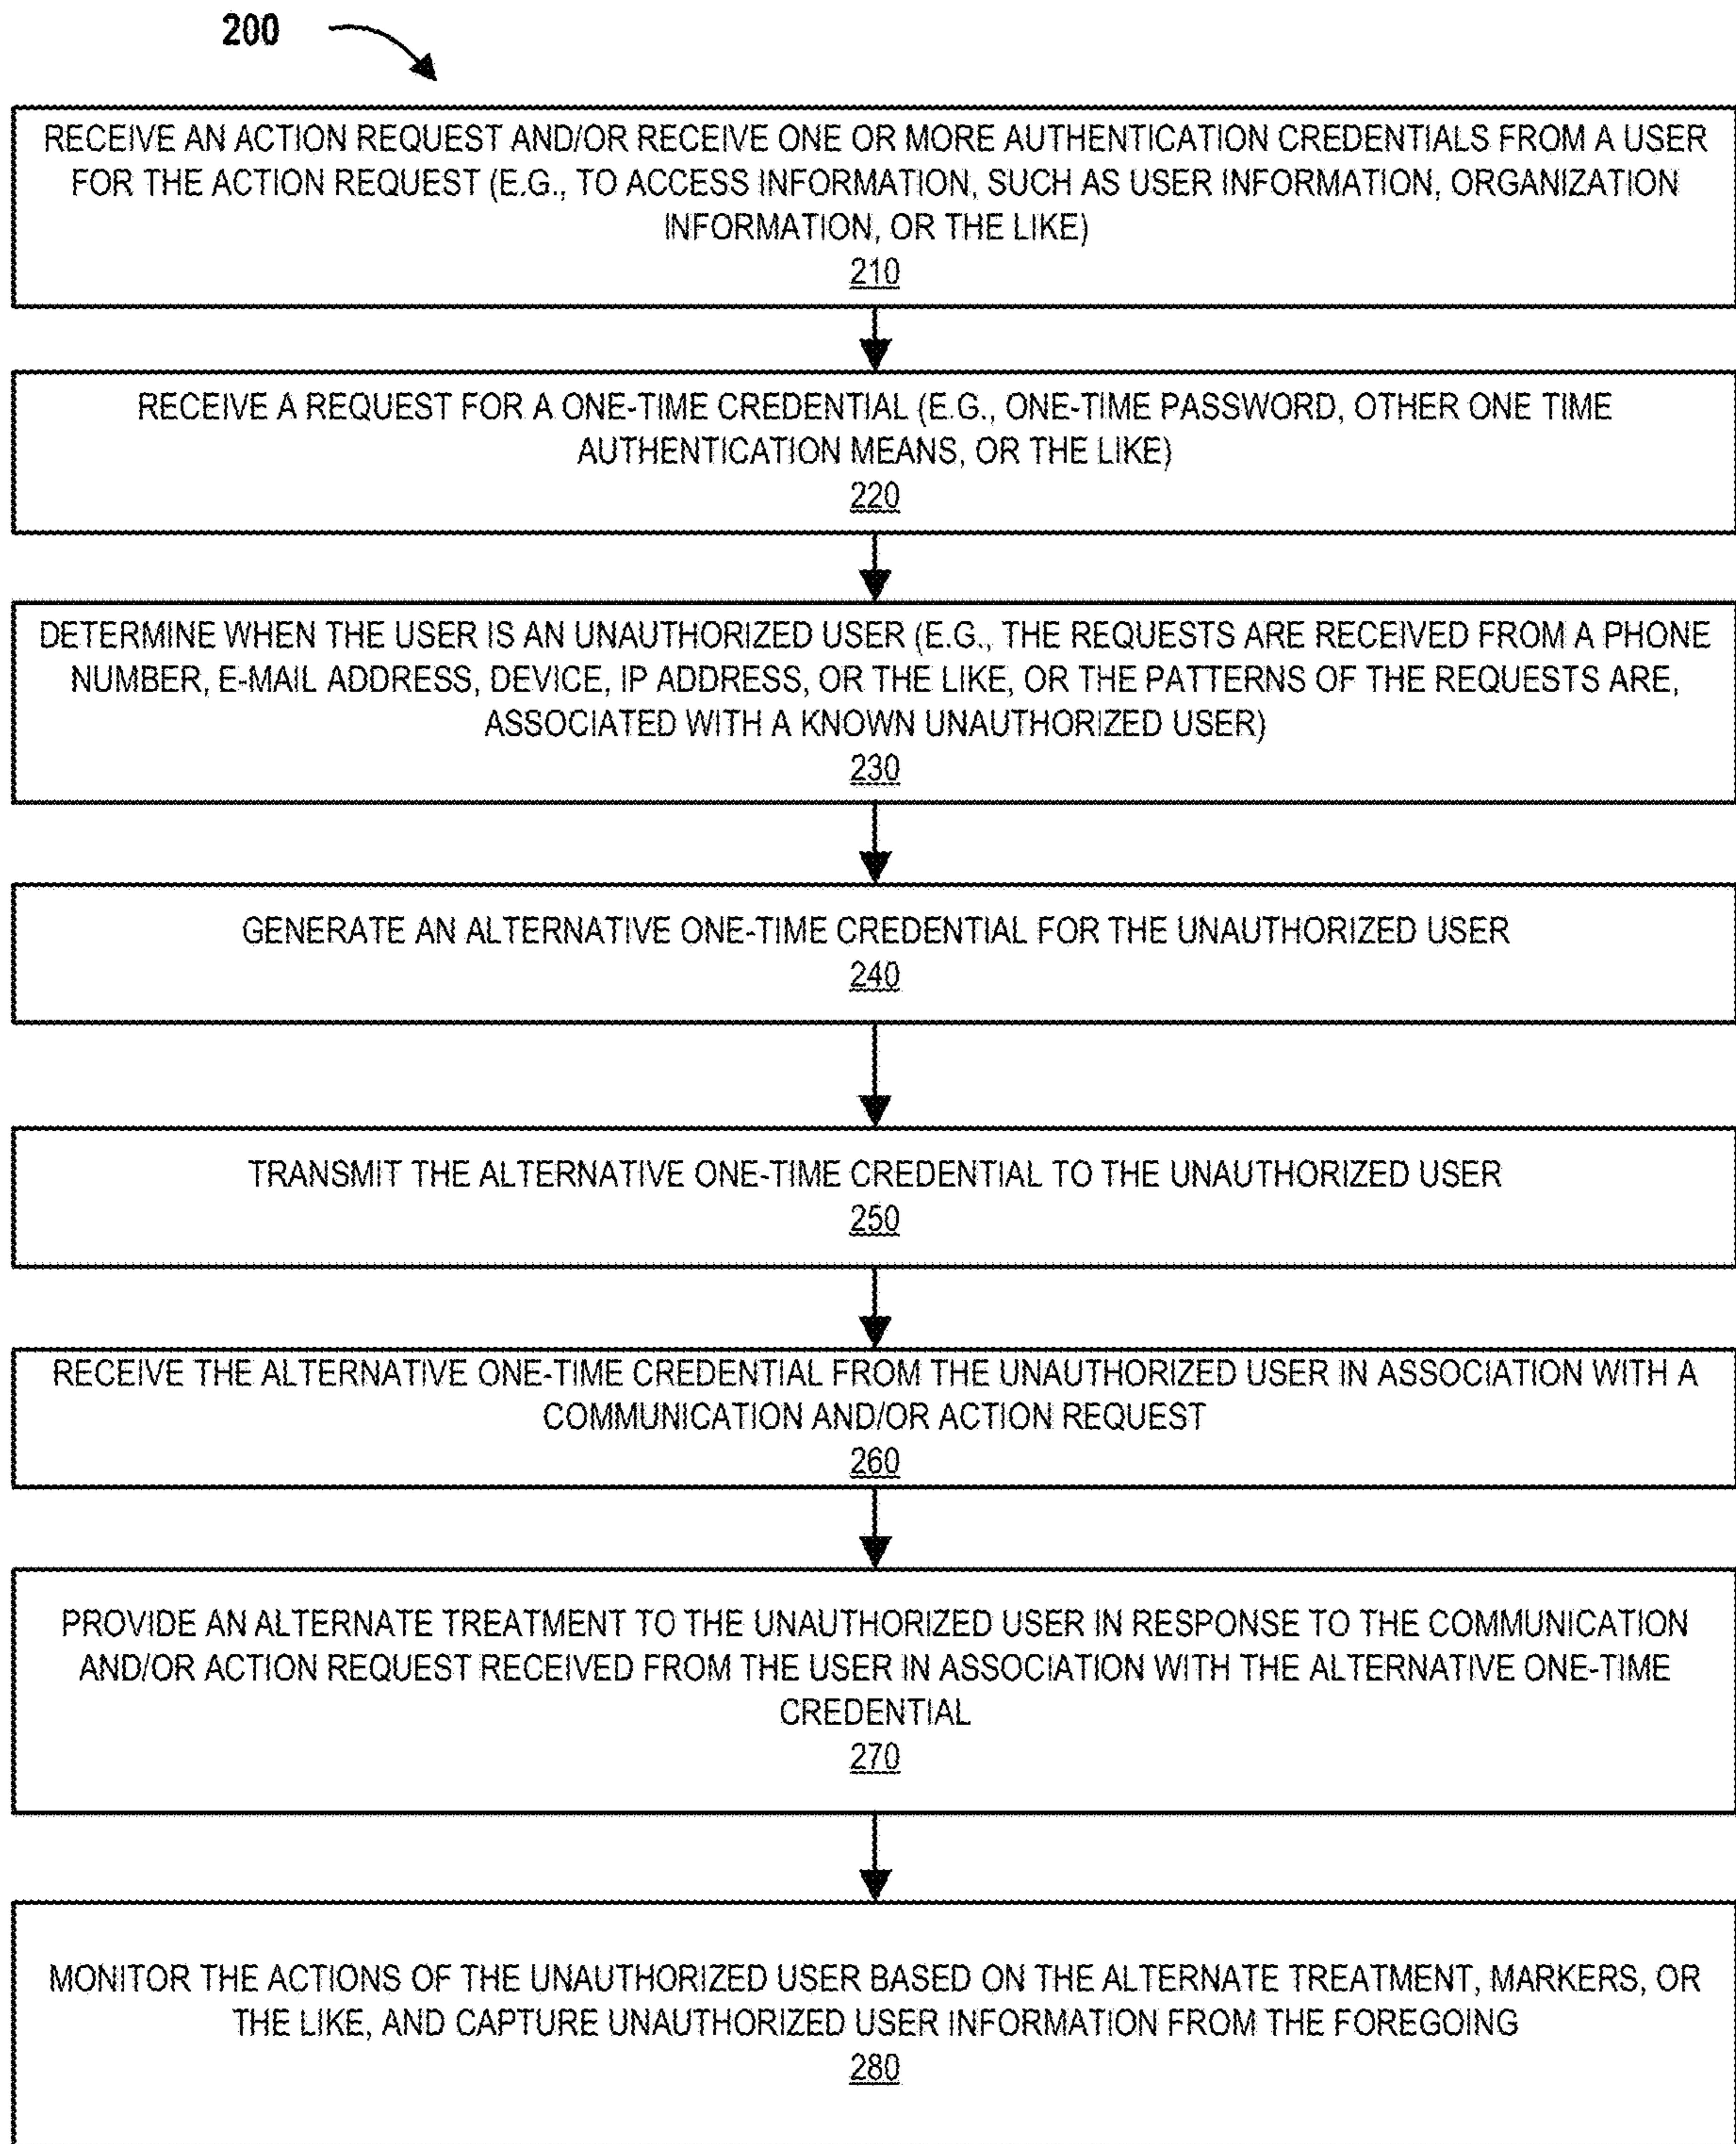 200
RECEIVE AN ACTION REQUEST AND/OR RECEIVE ONE OR MORE AUTHENTICATION CREDENTIALS FROM A USER
FOR THE ACTION REQUEST (E.G., TO ACCESS INFORMATION, SUCH AS USER INFORMATION, ORGANIZATION
INFORMATION, OR THE LIKE)
210
RECEIVE A REQUEST FOR A ONE-TIME CREDENTIAL (E.G., ONE-TIME PASSWORD, OTHER ONE TIME
AUTHENTICATION MEANS, OR THE LIKE)
220
DETERMINE WHEN THE USER IS AN UNAUTHORIZED USER (E.G., THE REQUESTS ARE RECEIVED FROM A PHONE
NUMBER, E-MAIL ADDRESS, DEVICE, IP ADDRESS, OR THE LIKE, OR THE PATTERNS OF THE REQUESTS ARE,
ASSOCIATED WITH A KNOWN UNAUTHORIZED USER)
230
GENERATE AN ALTERNATIVE ONE-TIME CREDENTIAL FOR THE UNAUTHORIZED USER
240
TRANSMIT THE ALTERNATIVE ONE-TIME CREDENTIAL TO THE UNAUTHORIZED USER
250
RECEIVE THE ALTERNATIVE ONE-TIME CREDENTIAL FROM THE UNAUTHORIZED USER IN ASSOCIATION WITH A
COMMUNICATION AND/OR ACTION REQUEST
260
PROVIDE AN ALTERNATE TREATMENT TO THE UNAUTHORIZED USER IN RESPONSE TO THE COMMUNICATION
AND/OR ACTION REQUEST RECEIVED FROM THE USER IN ASSOCIATION WITH THE ALTERNATIVE ONE-TIME
CREDENTIAL
270
MONITOR THE ACTIONS OF THE UNAUTHORIZED USER BASED ON THE ALTERNATE TREATMENT, MARKERS, OR
THE LIKE, AND CAPTURE UNAUTHORIZED USER INFORMATION FROM THE FOREGOING
280